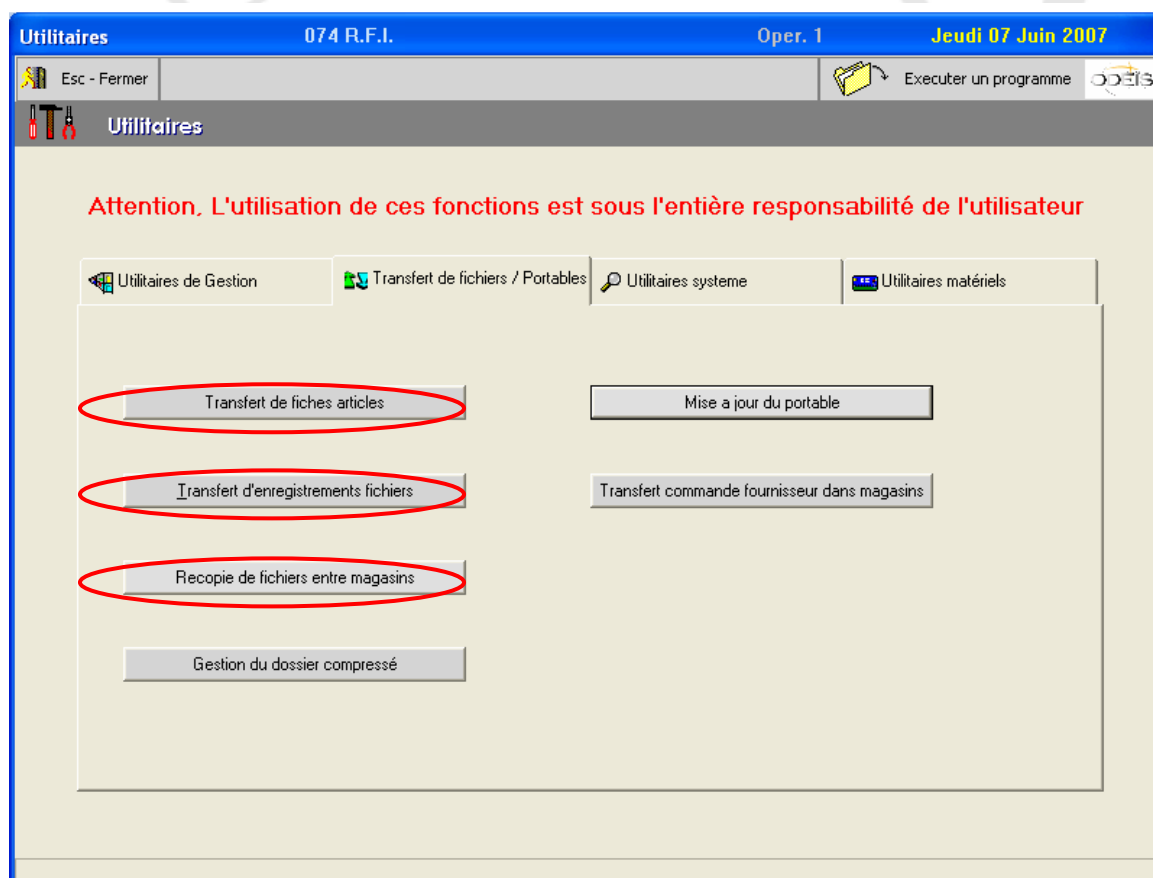 Utilitaires 074 R.F.I. Oper. 1 Jeudi 07 Juin 2007
Esc - Fermer Executer un programme ODEIS
Utilitaires
Attention, L'utilisation de ces fonctions est sous l'entière responsabilité de l'utilisateur
Utilitaires de Gestion Transfert de fichiers / Portables Utilitaires systeme Utilitaires matériels
Transfert de fiches articles Mise a jour du portable
Transfert d'enregistrements fichiers Transfert commande fournisseur dans magasins
Recopie de fichiers entre magasins
Gestion du dossier compressé